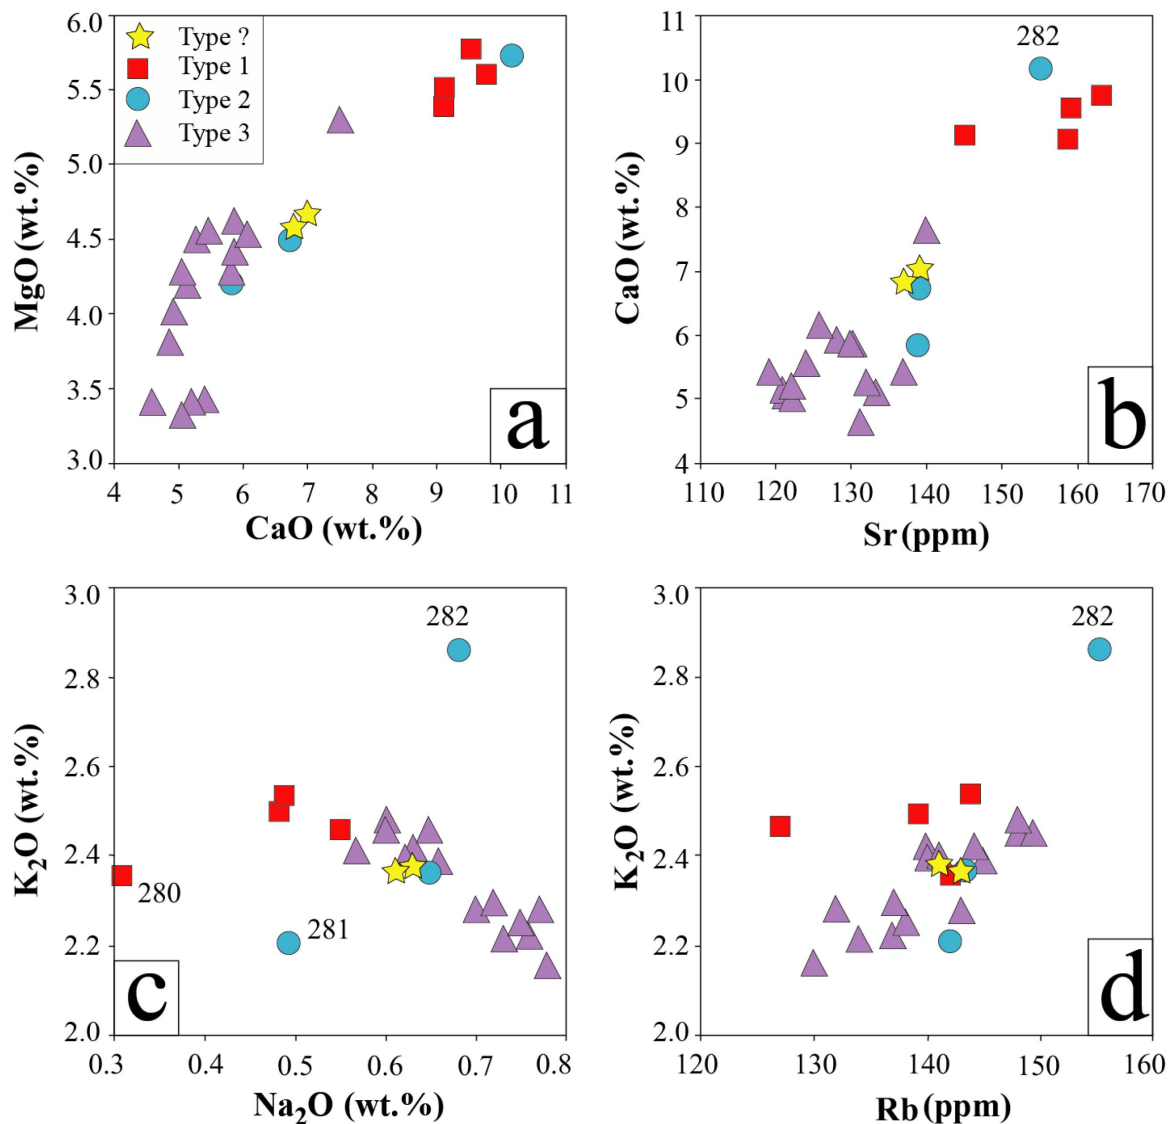 6.0
5.5
5.0
4.5
4.0
3.5
3.0
MgO (wt.%)
Type ?
Type 1
Type 2
Type 3
a
4 5 6 7 8 9 10 11
CaO (wt.%)
11
10
9
8
7
6
5
4
CaO (wt.%)
282
b
110 120 130 140 150 160 170
Sr (ppm)
3.0
2.8
2.6
2.4
2.2
2.0
K₂O (wt.%)
282
280
281
c
0.3 0.4 0.5 0.6 0.7 0.8
Na₂O (wt.%)
3.0
2.8
2.6
2.4
2.2
2.0
K₂O (wt.%)
282
d
120 130 140 150 160
Rb (ppm)